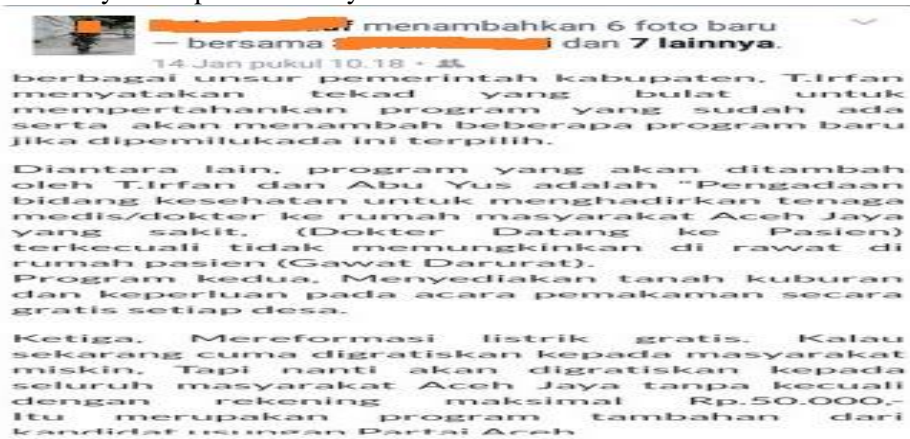 menambahkan 6 foto baru
— bersama dan 7 lainnya.
14 Jan pukul 10.18 ·
berbagai unsur pemerintah kabupaten, T.Irfan
menyatakan tekad yang bulat untuk
mempertahankan program yang sudah ada
serta akan menambah beberapa program baru
jika dipemilukada ini terpilih.
Diantara lain, program yang akan ditambah
oleh T.Irfan dan Abu Yus adalah "Pengadaan
bidang kesehatan untuk menghadirkan tenaga
medis/dokter ke rumah masyarakat Aceh Jaya
yang sakit, (Dokter Datang ke Pasien)
terkecuali tidak memungkinkan di rawat di
rumah pasien (Gawat Darurat).
Program kedua, Menyediakan tanah kuburan
dan keperluan pada acara pemakaman secara
gratis setiap desa.
Ketiga, Mereformasi listrik gratis. Kalau
sekarang cuma digratiskan kepada masyarakat
miskin, Tapi nanti akan digratiskan kepada
seluruh masyarakat Aceh Jaya tanpa kecuali
dengan rekening maksimal Rp.50.000,-
Itu merupakan program tambahan dari
kandidat usungan Partai Aceh